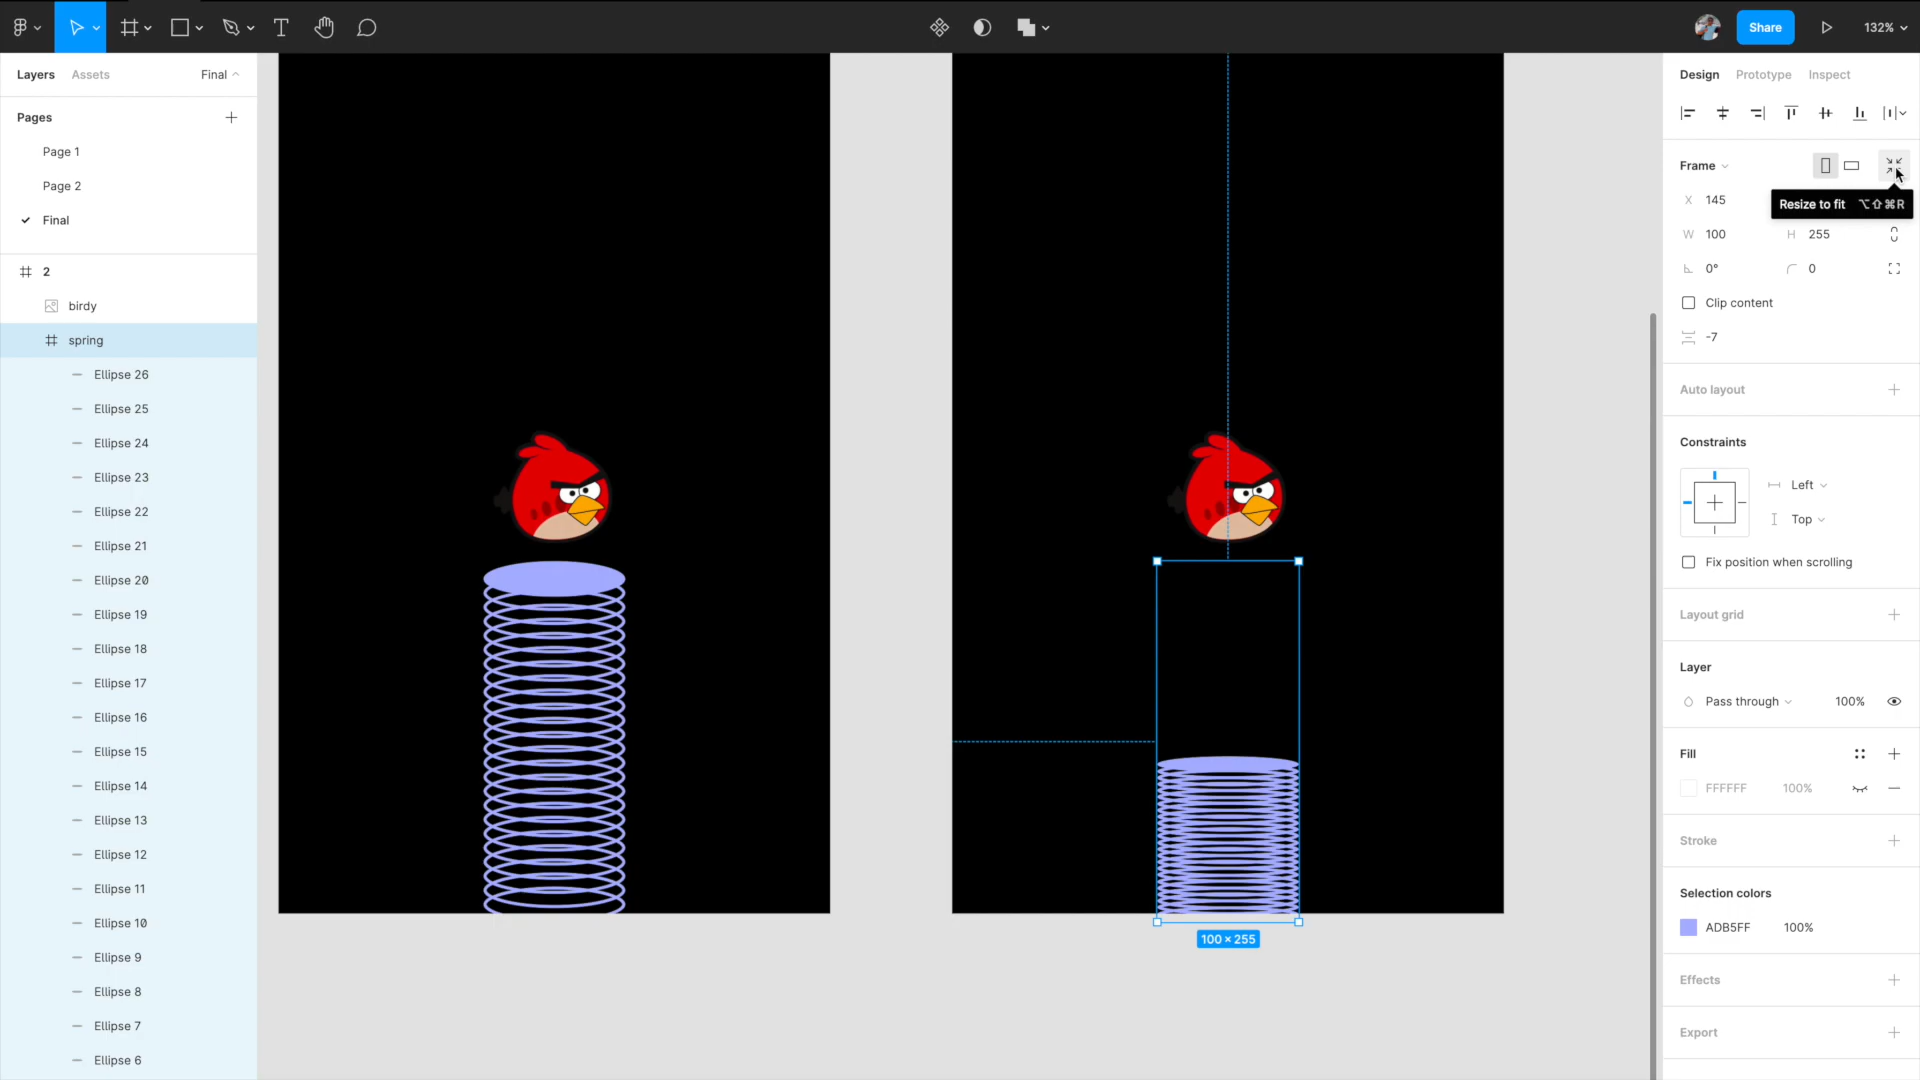 Share
132%
Layers
Assets
Final
Pages
Page 1
Page 2
Final
2
birdy
spring
Ellipse 26
Ellipse 25
Ellipse 24
Ellipse 23
Ellipse 22
Ellipse 21
Ellipse 20
Ellipse 19
Ellipse 18
Ellipse 17
Ellipse 16
Ellipse 15
Ellipse 14
Ellipse 13
Ellipse 12
Ellipse 11
Ellipse 10
Ellipse 9
Ellipse 8
Ellipse 7
Ellipse 6
100 × 255
Design
Prototype
Inspect
Frame
X 145
Resize to fit ⌥⇧⌘R
W 100
H 255
0°
0
Clip content
-7
Auto layout
Constraints
Left
Top
Fix position when scrolling
Layout grid
Layer
Pass through
100%
Fill
FFFFFF
100%
Stroke
Selection colors
ADB5FF
100%
Effects
Export